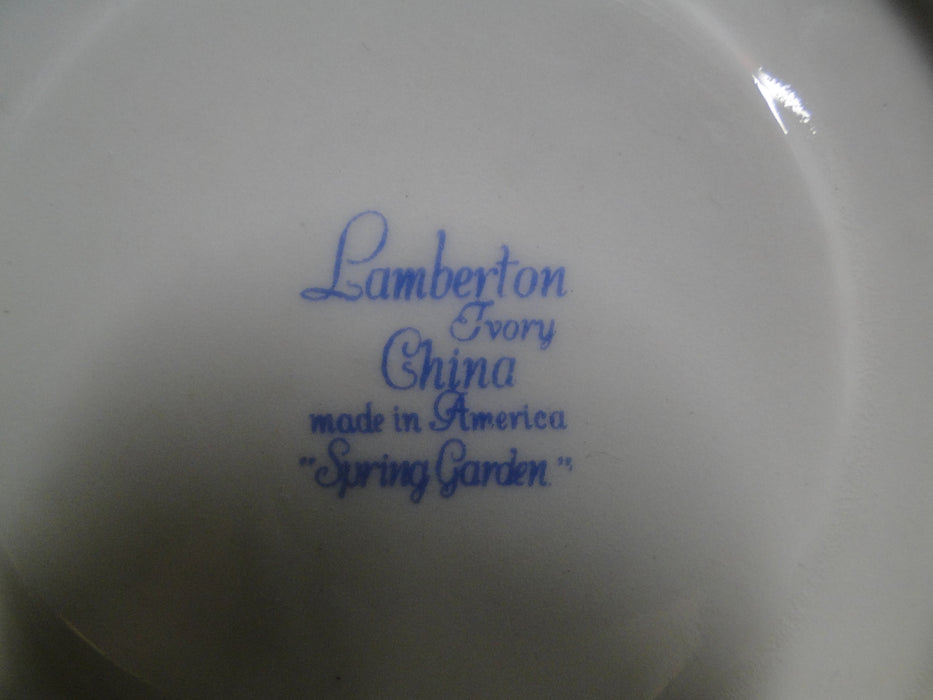 Lamberton
Ivory
China
made in America
"Spring Garden"